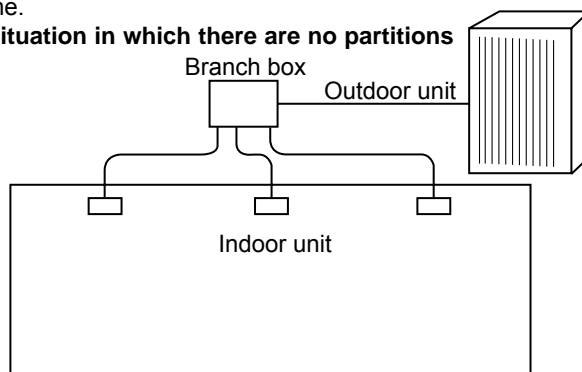 ne.
ituation in which there are no partitions
Branch box
Outdoor unit
Indoor unit